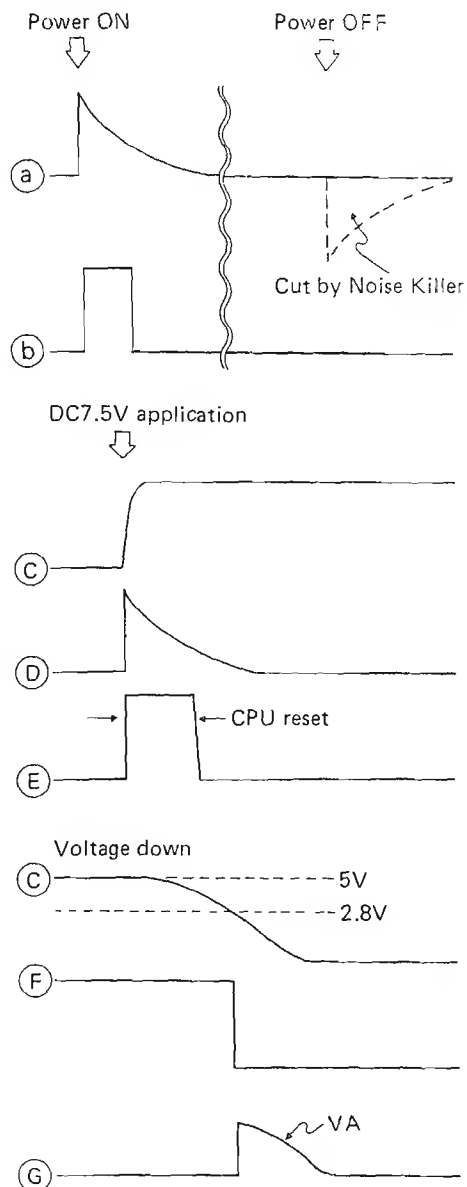 Power ON
Power OFF
a
Cut by Noise Killer
b
DC7.5V application
C
D
CPU reset
E
Voltage down
C
5V
2.8V
F
VA
G